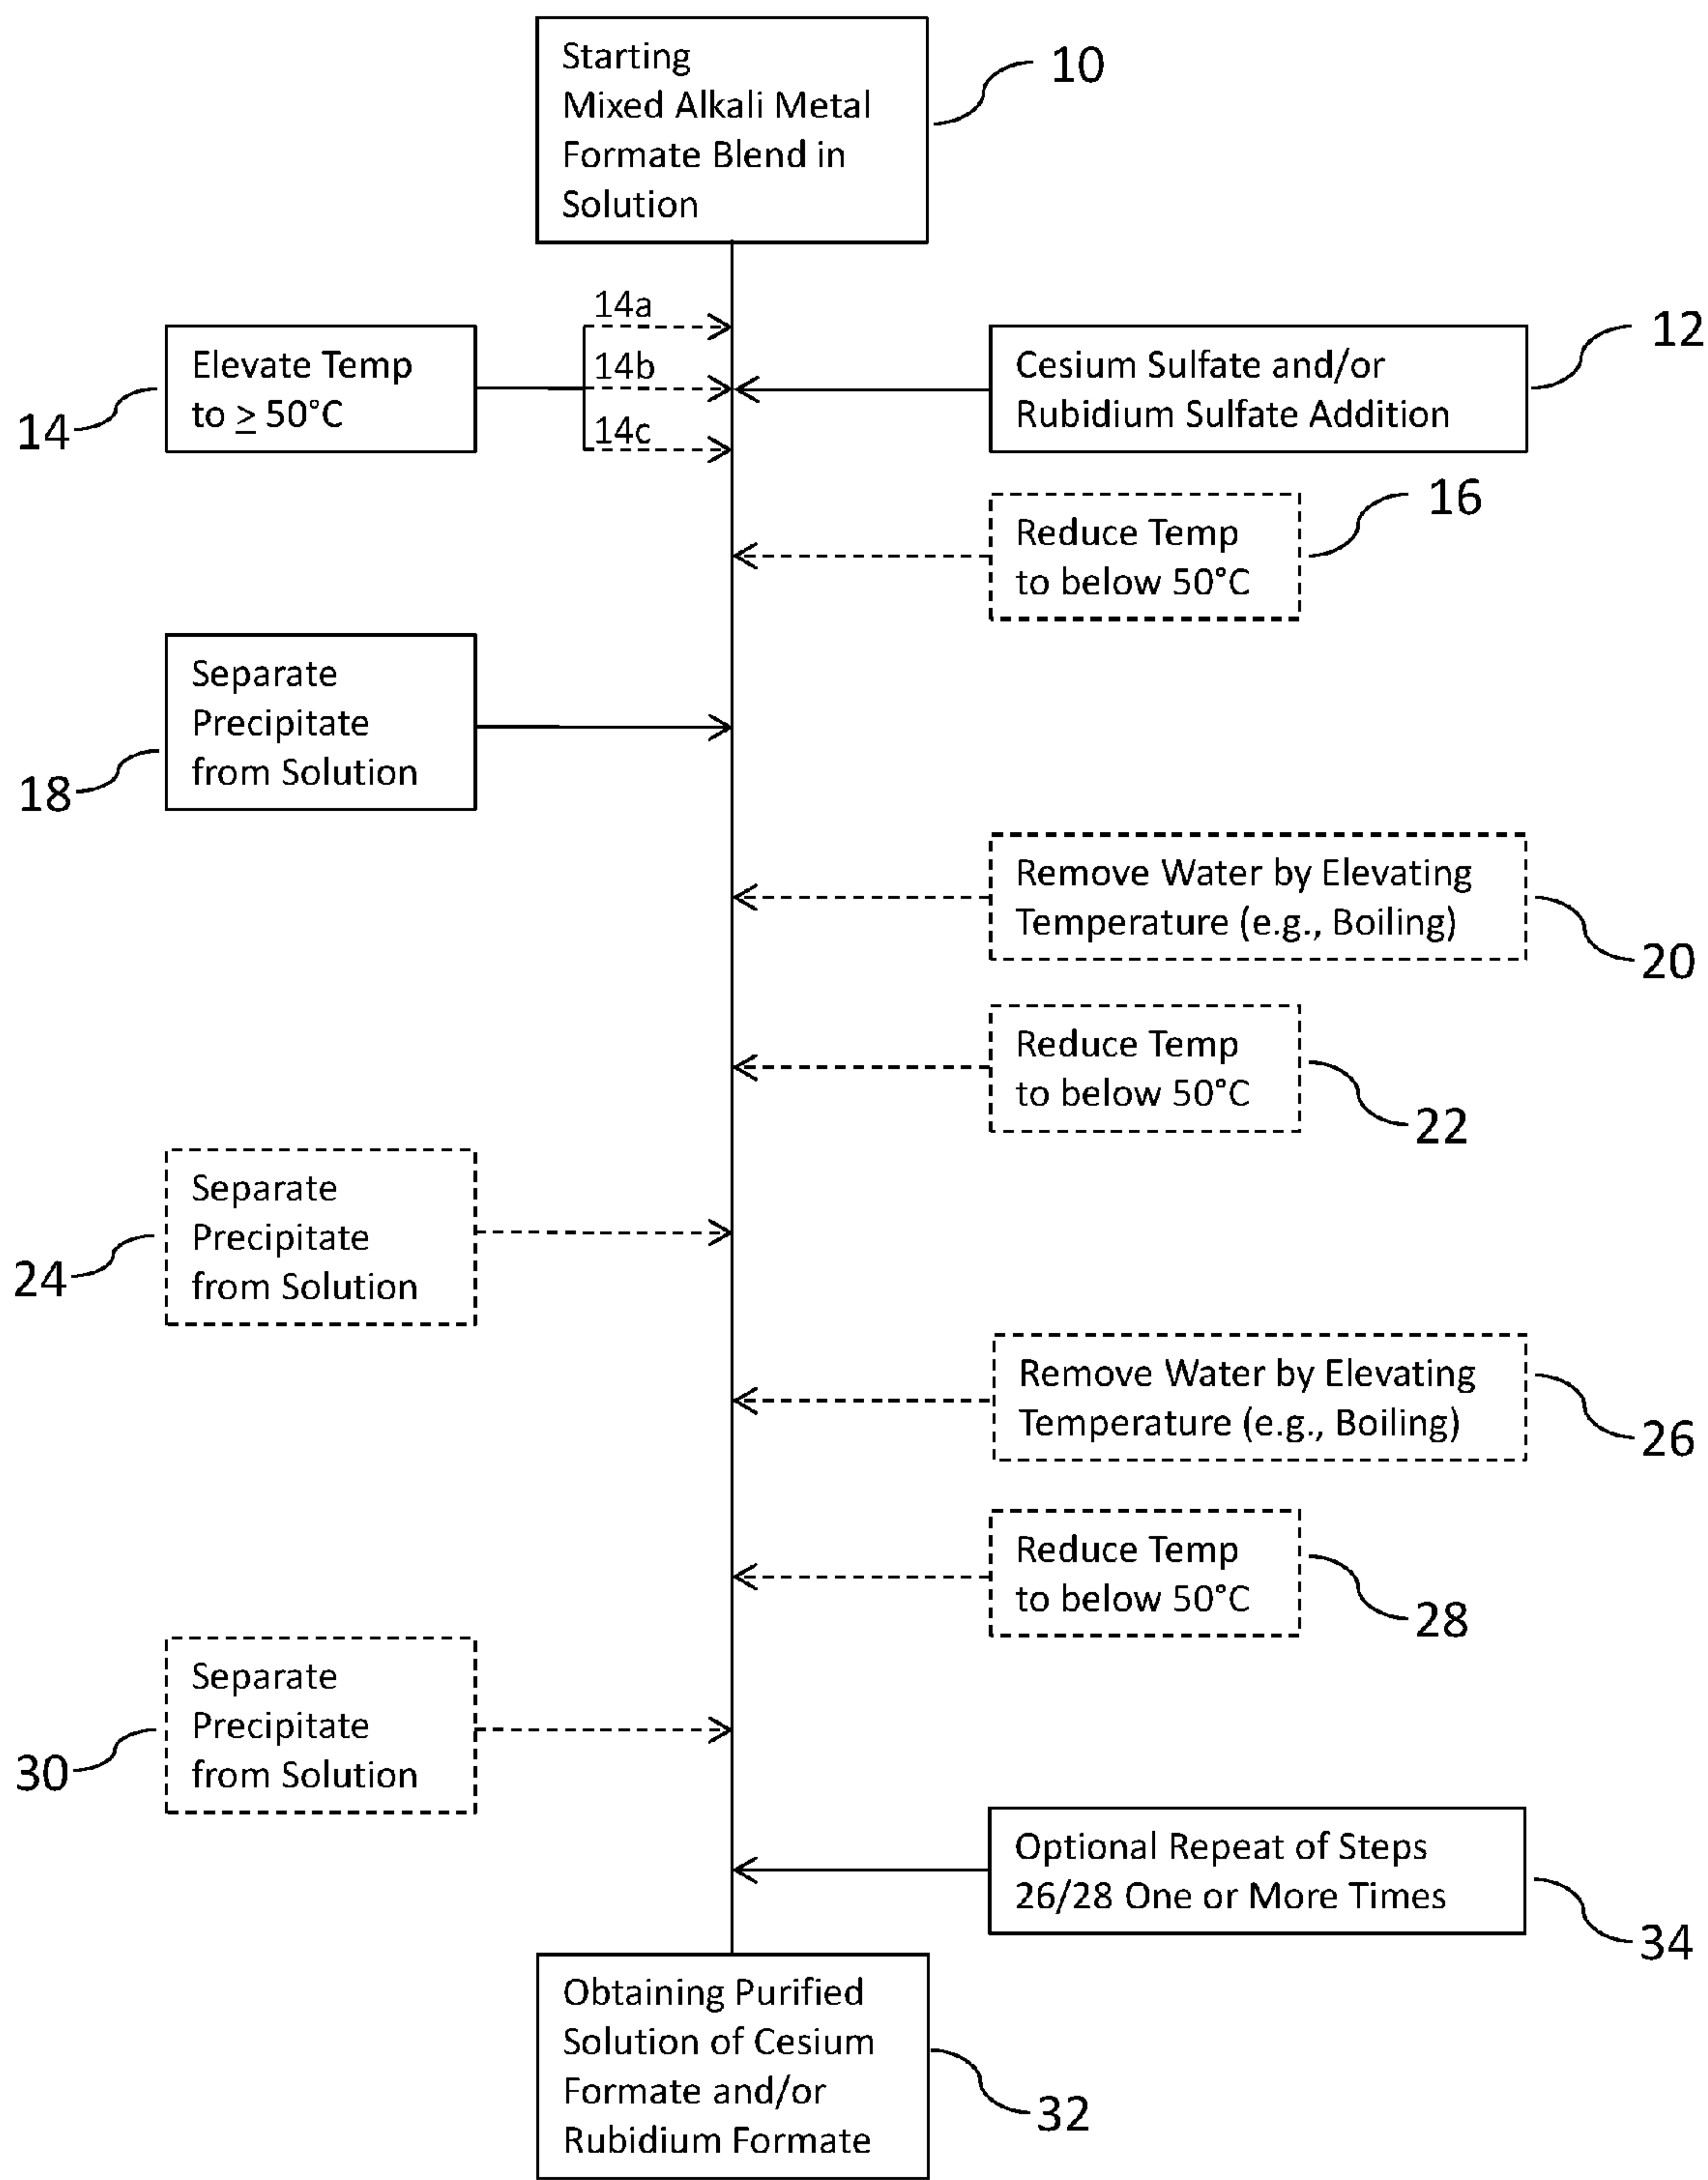 Starting
Mixed Alkali Metal
Formate Blend in
Solution
10
14a
14b
14c
Elevate Temp
to ≥ 50°C
14
Cesium Sulfate and/or
Rubidium Sulfate Addition
12
Reduce Temp
to below 50°C
16
Separate
Precipitate
from Solution
18
Remove Water by Elevating
Temperature (e.g., Boiling)
20
Reduce Temp
to below 50°C
22
Separate
Precipitate
from Solution
24
Remove Water by Elevating
Temperature (e.g., Boiling)
26
Reduce Temp
to below 50°C
28
Separate
Precipitate
from Solution
30
Optional Repeat of Steps
26/28 One or More Times
34
Obtaining Purified
Solution of Cesium
Formate and/or
Rubidium Formate
32